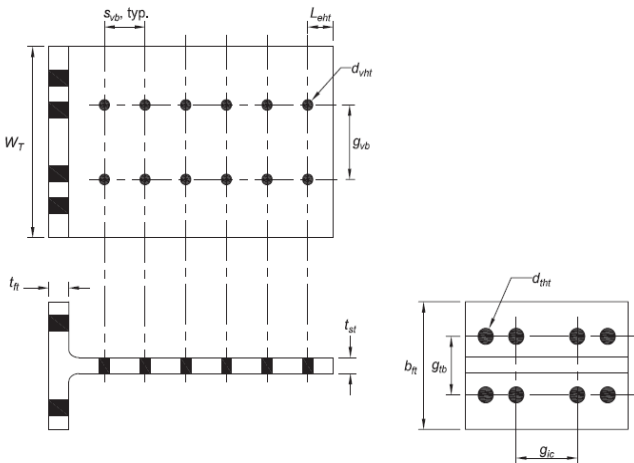 s_vb, typ.
L_eht
d_vht
W_T
g_vb
t_ft
t_st
d_tht
b_ft
g_tb
g_ic